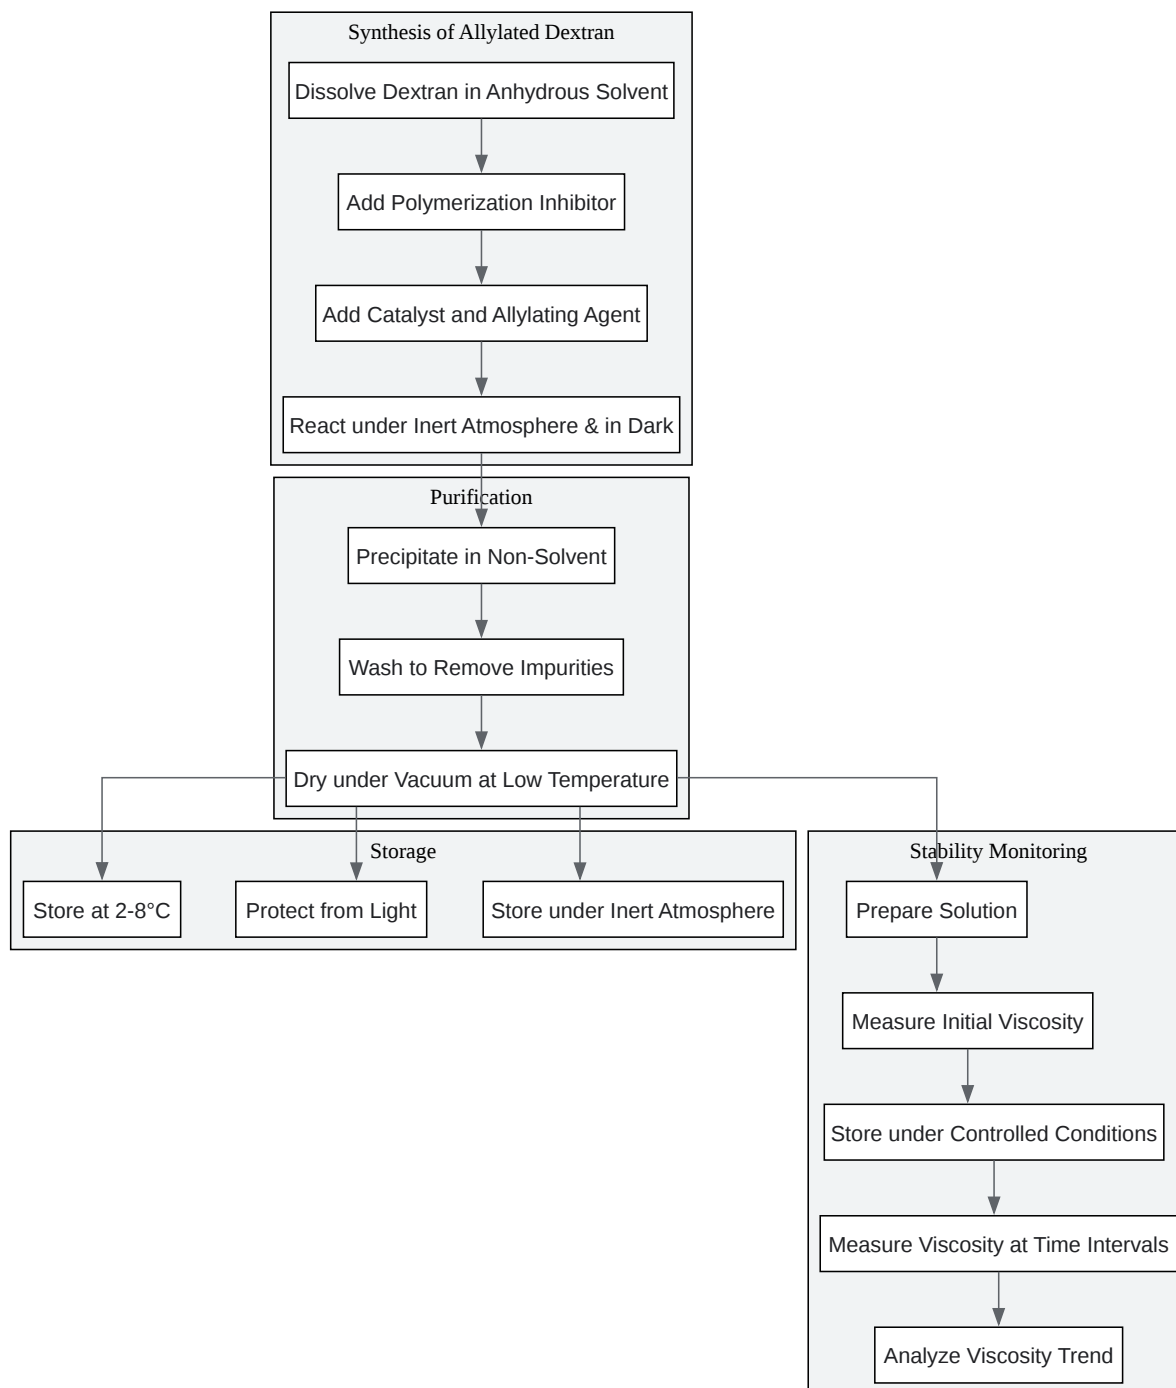 Synthesis of Allylated Dextran
Dissolve Dextran in Anhydrous Solvent
Add Polymerization Inhibitor
Add Catalyst and Allylating Agent
React under Inert Atmosphere & in Dark
Purification
Precipitate in Non-Solvent
Wash to Remove Impurities
Dry under Vacuum at Low Temperature
Storage
Store at 2-8°C
Protect from Light
Store under Inert Atmosphere
Stability Monitoring
Prepare Solution
Measure Initial Viscosity
Store under Controlled Conditions
Measure Viscosity at Time Intervals
Analyze Viscosity Trend